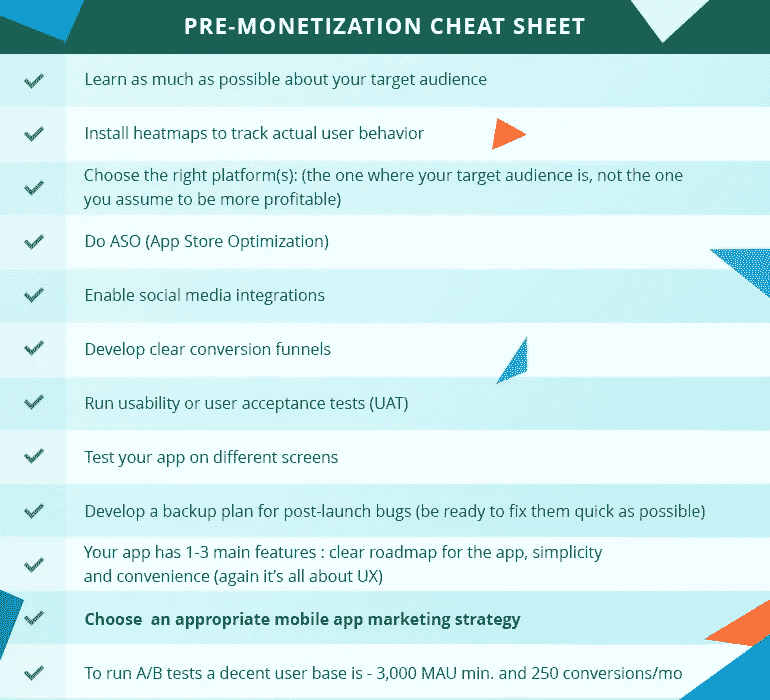 PRE-MONETIZATION CHEAT SHEET
Learn as much as possible about your target audience
Install heatmaps to track actual user behavior
Choose the right platform(s): (the one where your target audience is, not the one
you assume to be more profitable)
Do ASO (App Store Optimization)
Enable social media integrations
Develop clear conversion funnels
Run usability or user acceptance tests (UAT)
Test your app on different screens
Develop a backup plan for post-launch bugs (be ready to fix them quick as possible)
Your app has 1-3 main features : clear roadmap for the app, simplicity
and convenience (again it's all about UX)
Choose  an appropriate mobile app marketing strategy
To run A/B tests a decent user base is - 3,000 MAU min. and 250 conversions/mo